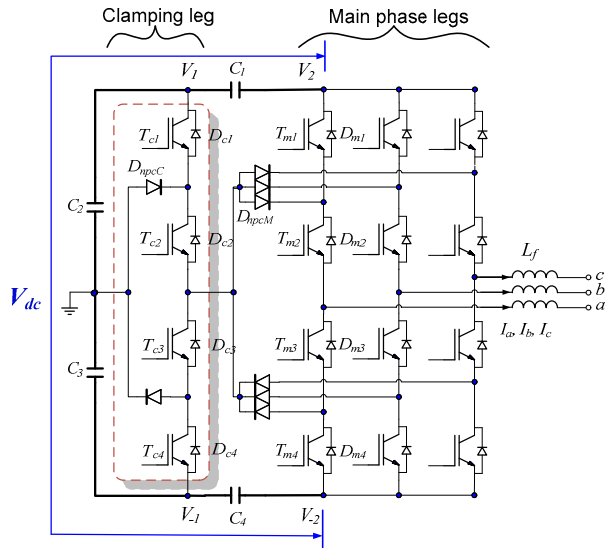 Clamping leg
Main phase legs
V1
C1
V2
Tc1
Dc1
Tm1
Dm1
DnpcC
C2
DnpcM
Tc2
Dc2
Tm2
Dm2
Lf
c
b
a
Vdc
Ia, Ib, Ic
C3
Tc3
Dc3
Tm3
Dm3
Tc4
Dc4
Tm4
Dm4
V-1
C4
V-2